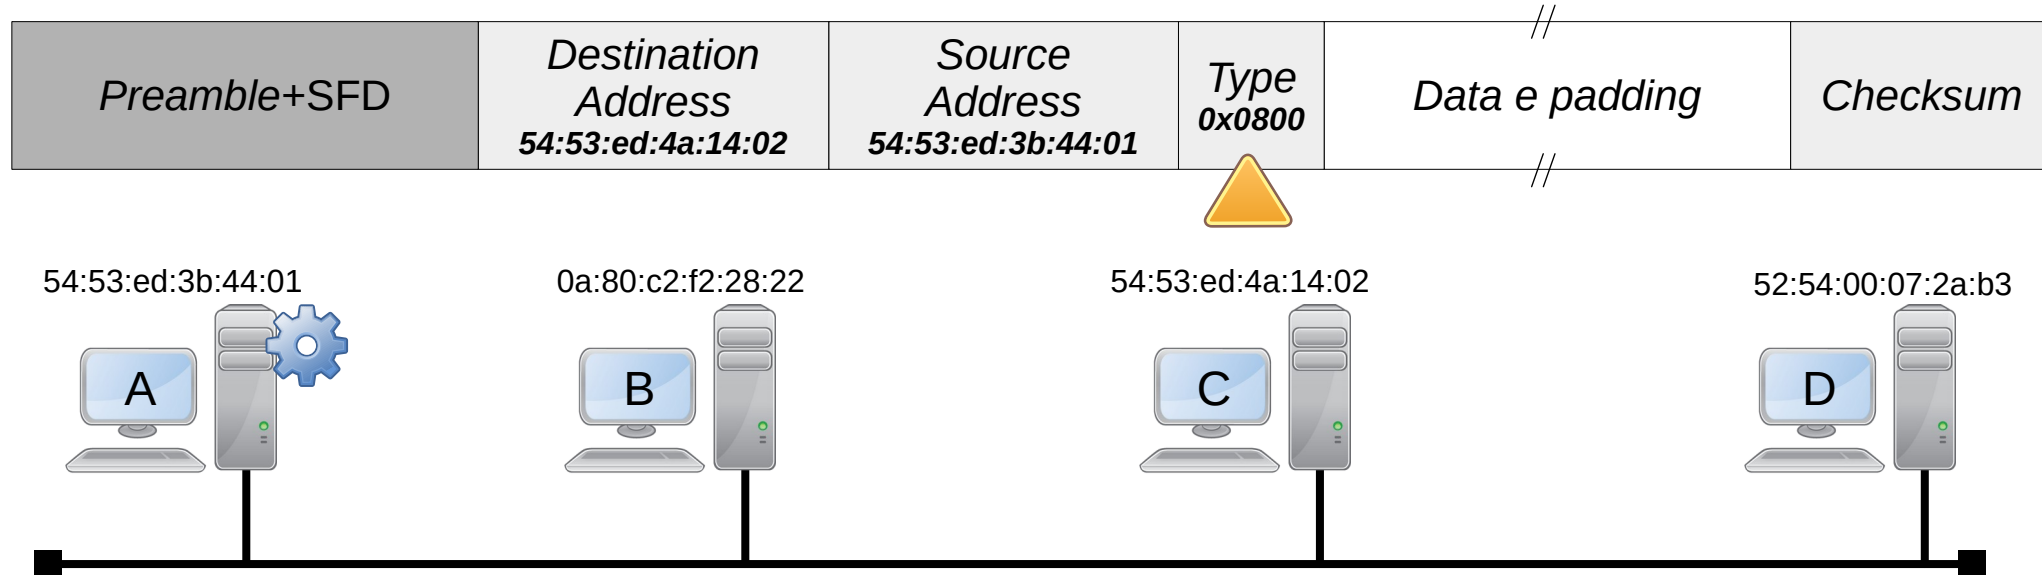 Preamble+SFD
Destination
Address
54:53:ed:4a:14:02
Source
Address
54:53:ed:3b:44:01
Type
0x0800
Data e padding
Checksum
54:53:ed:3b:44:01
0a:80:c2:f2:28:22
54:53:ed:4a:14:02
52:54:00:07:2a:b3
A
B
C
D